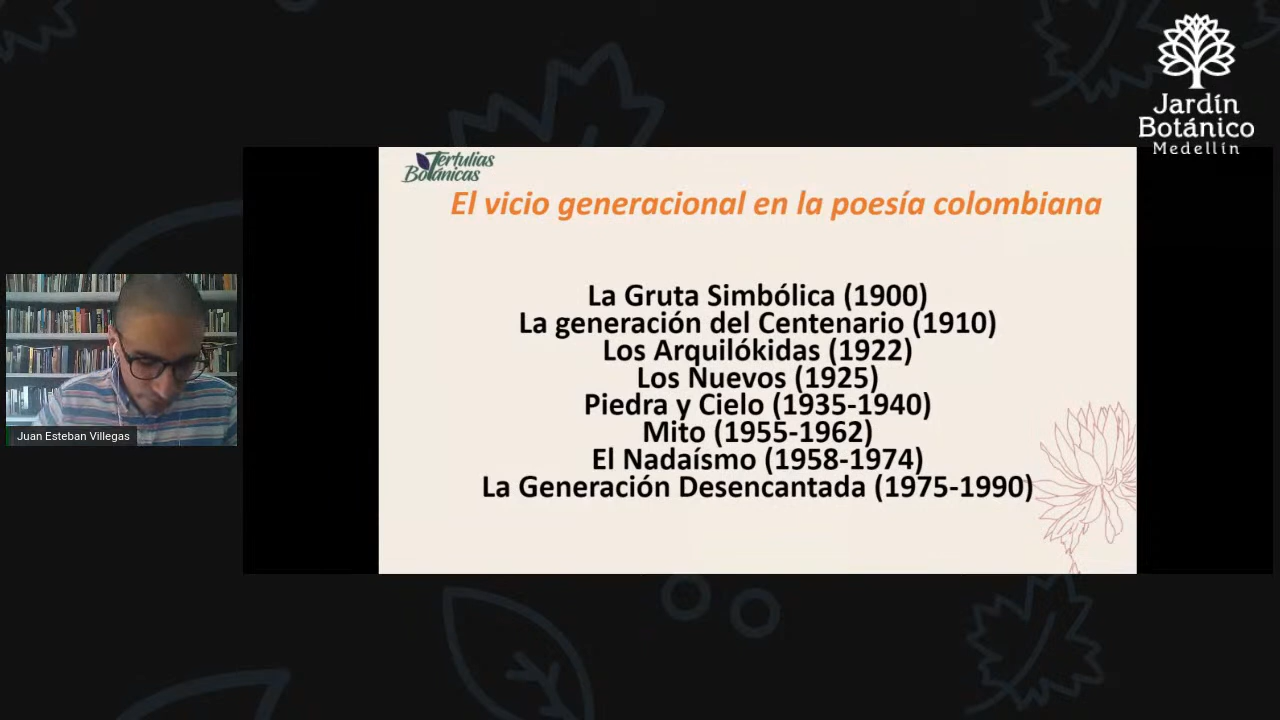 Jardín
Botánico
Medellín
Tertulias
Botánicas
El vicio generacional en la poesía colombiana
La Gruta Simbólica (1900)
La generación del Centenario (1910)
Los Arquilókidas (1922)
Los Nuevos (1925)
Piedra y Cielo (1935-1940)
Mito (1955-1962)
El Nadaísmo (1958-1974)
La Generación Desencantada (1975-1990)
Juan Esteban Villegas